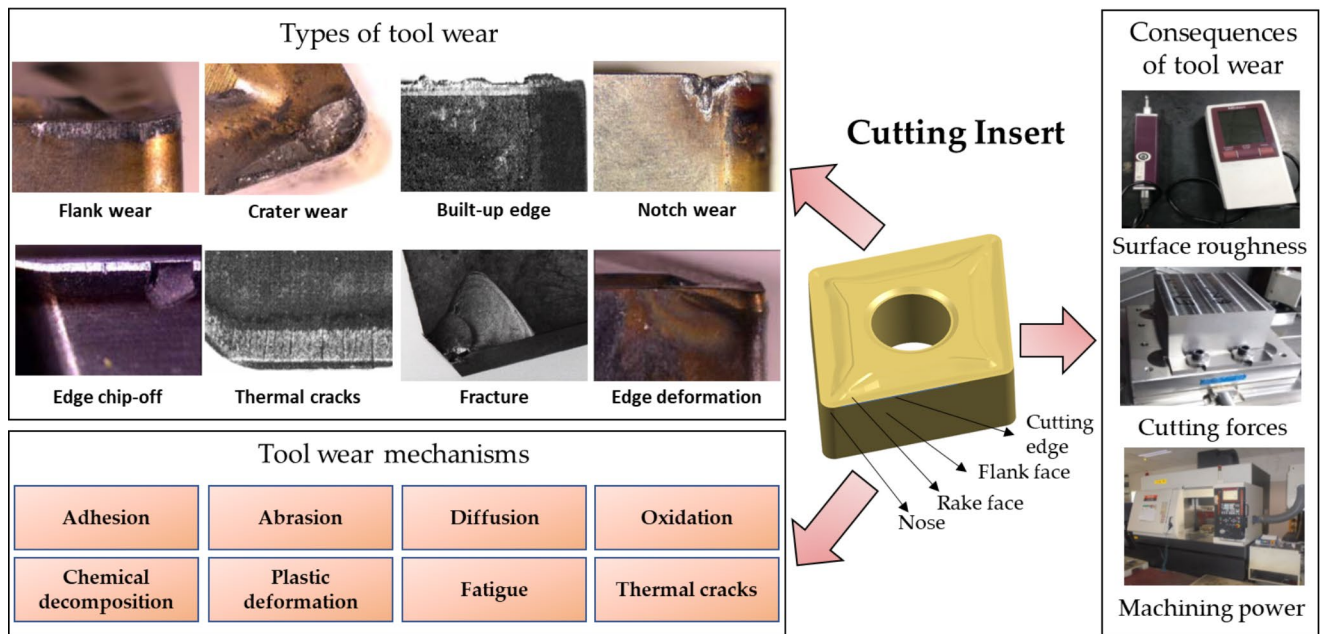 Types of tool wear
Flank wear
Crater wear
Built-up edge
Notch wear
Edge chip-off
Thermal cracks
Fracture
Edge deformation
Tool wear mechanisms
Adhesion
Abrasion
Diffusion
Oxidation
Chemical
decomposition
Plastic
deformation
Fatigue
Thermal cracks
Cutting Insert
Cutting
edge
Flank face
Rake face
Nose
Consequences
of tool wear
Surface roughness
Cutting forces
Machining power